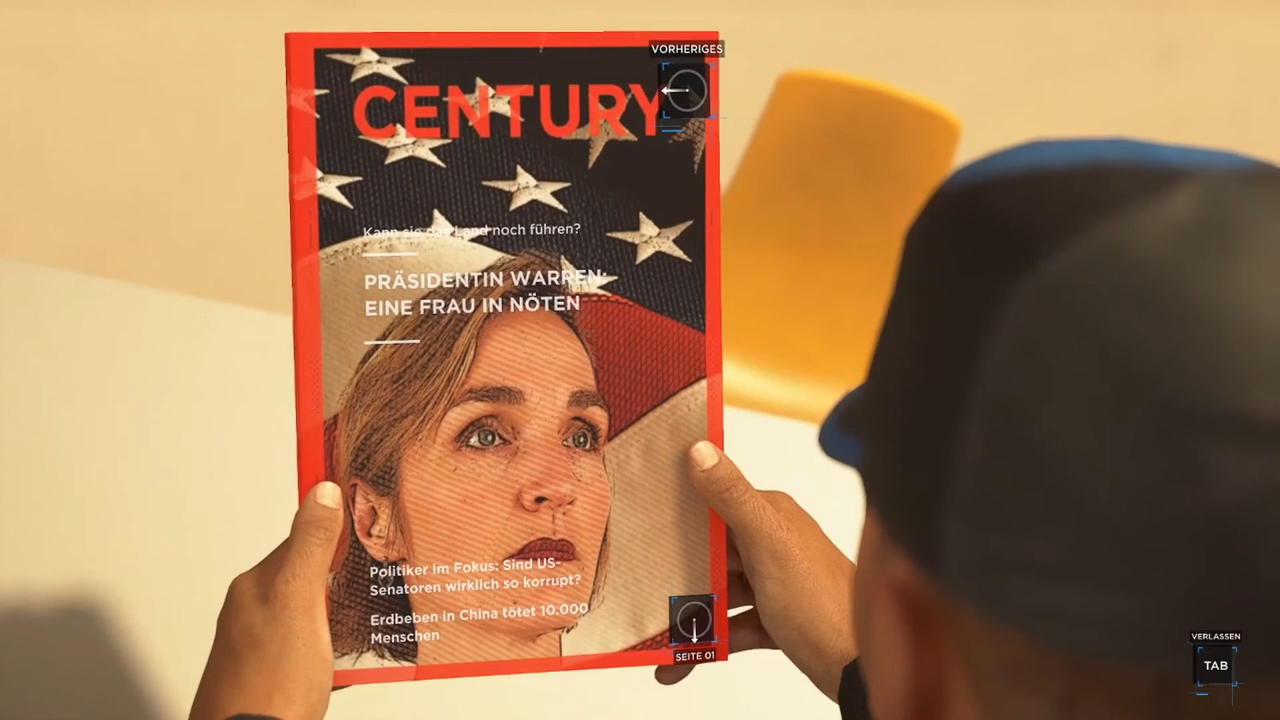 VORHERIGES
CENTURY
Kann sie das Land noch führen?
PRÄSIDENTIN WARREN:
EINE FRAU IN NÖTEN
Politiker im Fokus: Sind US-
Senatoren wirklich so korrupt?
Erdbeben in China tötet 10.000
Menschen
SEITE 01
VERLASSEN
TAB